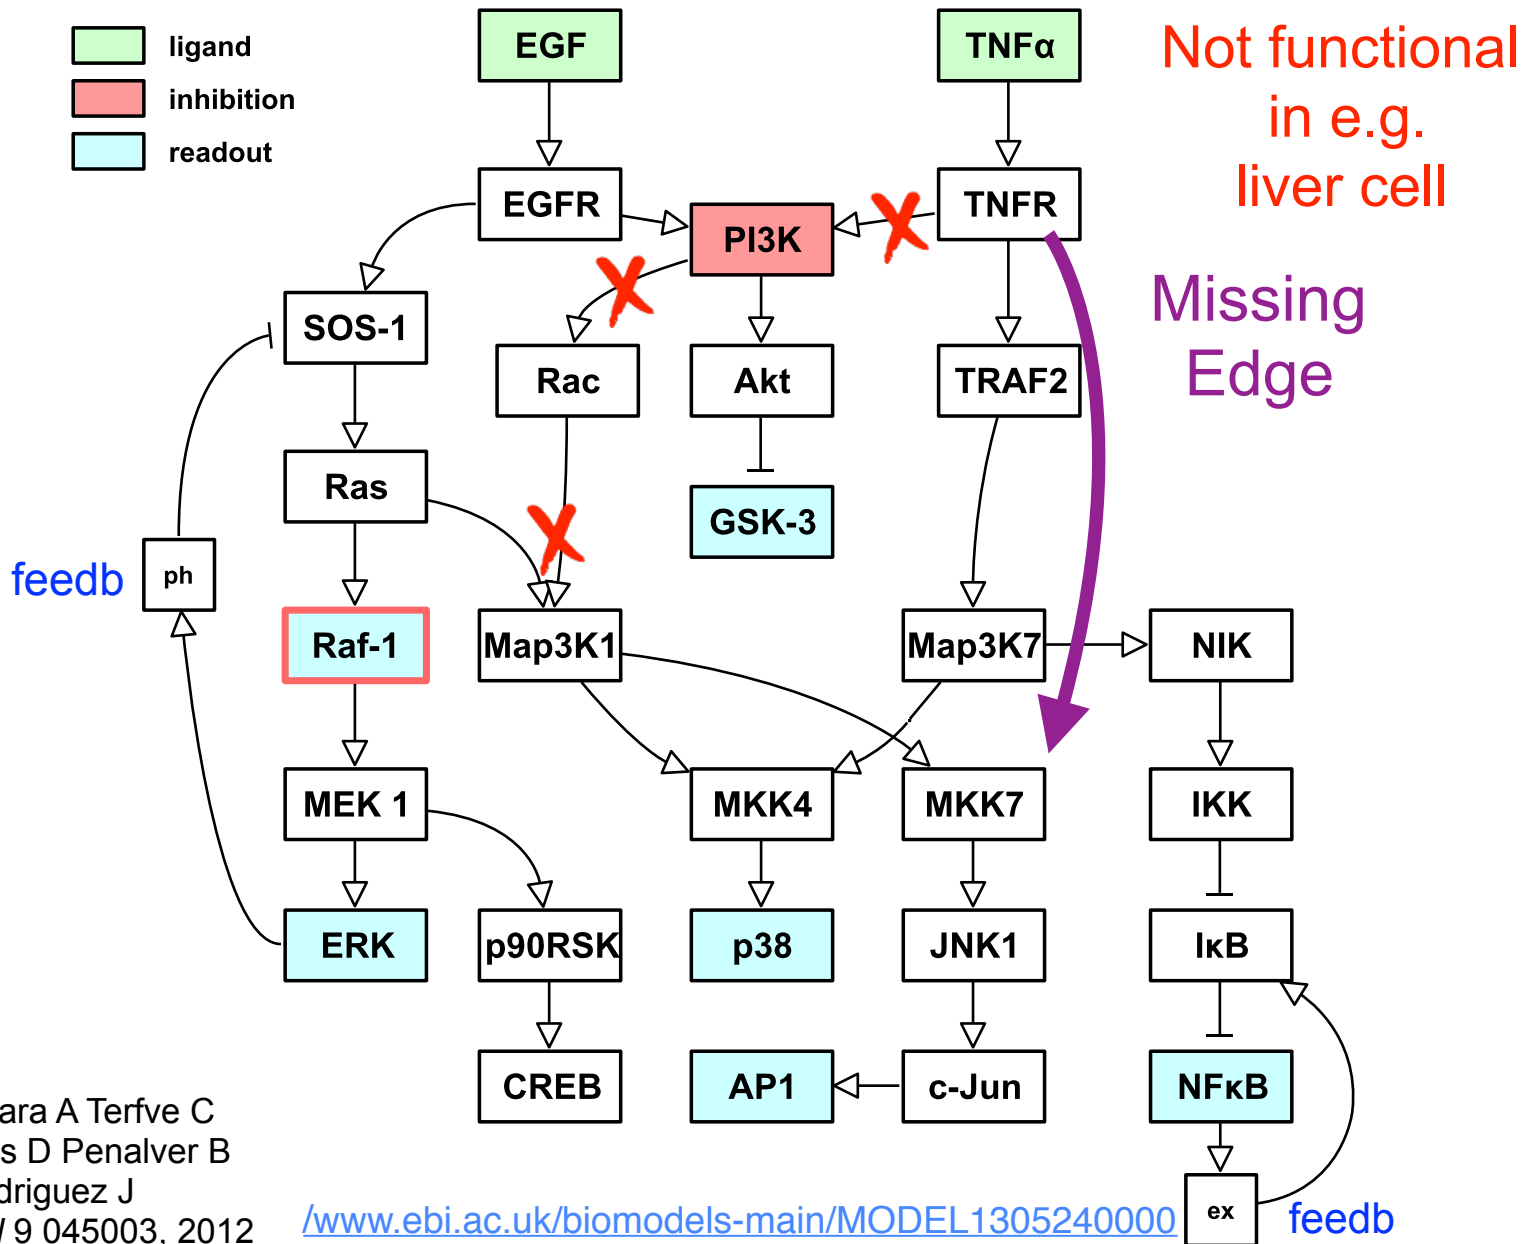 ligand
inhibition
readout
EGF
TNFα
Not functional
in e.g.
liver cell
EGFR
PI3K
TNFR
Missing
Edge
SOS-1
Rac
Akt
TRAF2
Ras
GSK-3
feedb
ph
Raf-1
Map3K1
Map3K7
NIK
MEK 1
MKK4
MKK7
IKK
ERK
p90RSK
p38
JNK1
IκB
CREB
AP1
c-Jun
NFκB
ara A Terfve C
s D Penalver B
driguez J
9 045003, 2012
/www.ebi.ac.uk/biomodels-main/MODEL1305240000
ex
feedb